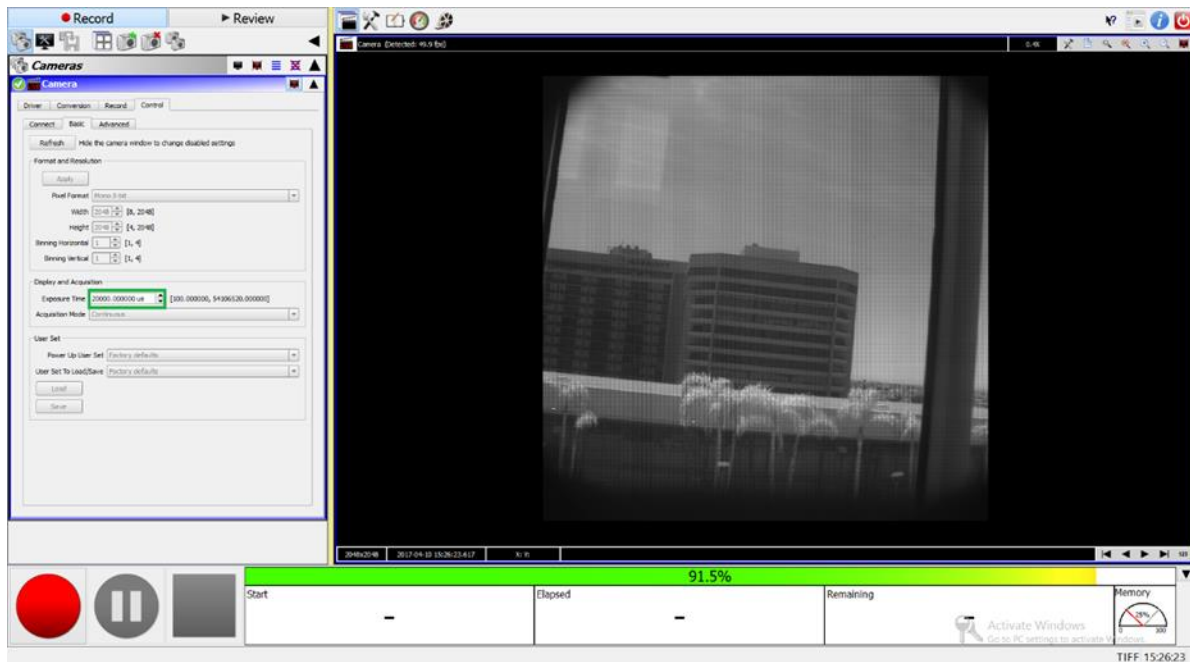 Record
Review
Cameras
Camera
Driver Conversion Record Control
Connect Basic Advanced
Refresh Hide the camera window to change disabled settings
Format and Resolution
Apply
Pixel Format Mono 8-bit
Width 2048 [8, 2048]
Height 2048 [4, 2048]
Binning Horizontal 1 [1, 4]
Binning Vertical 1 [1, 4]
Display and Acquisition
Exposure Time 20000.000000 us [100.000000, 54106520.000000]
Acquisition Mode Continuous
User Set
Power Up User Set Factory defaults
User Set To Load/Save Factory defaults
Load
Save
Camera (Detected: 49.9 fps)
0.4x
2048x2048 2017-04-10 15:26:23.617 X: Y:
91.5%
Start
-
Elapsed
-
Remaining
-
Memory
25%
0 100
Activate Windows
Go to PC settings to activate Windows.
TIFF 15:26:23